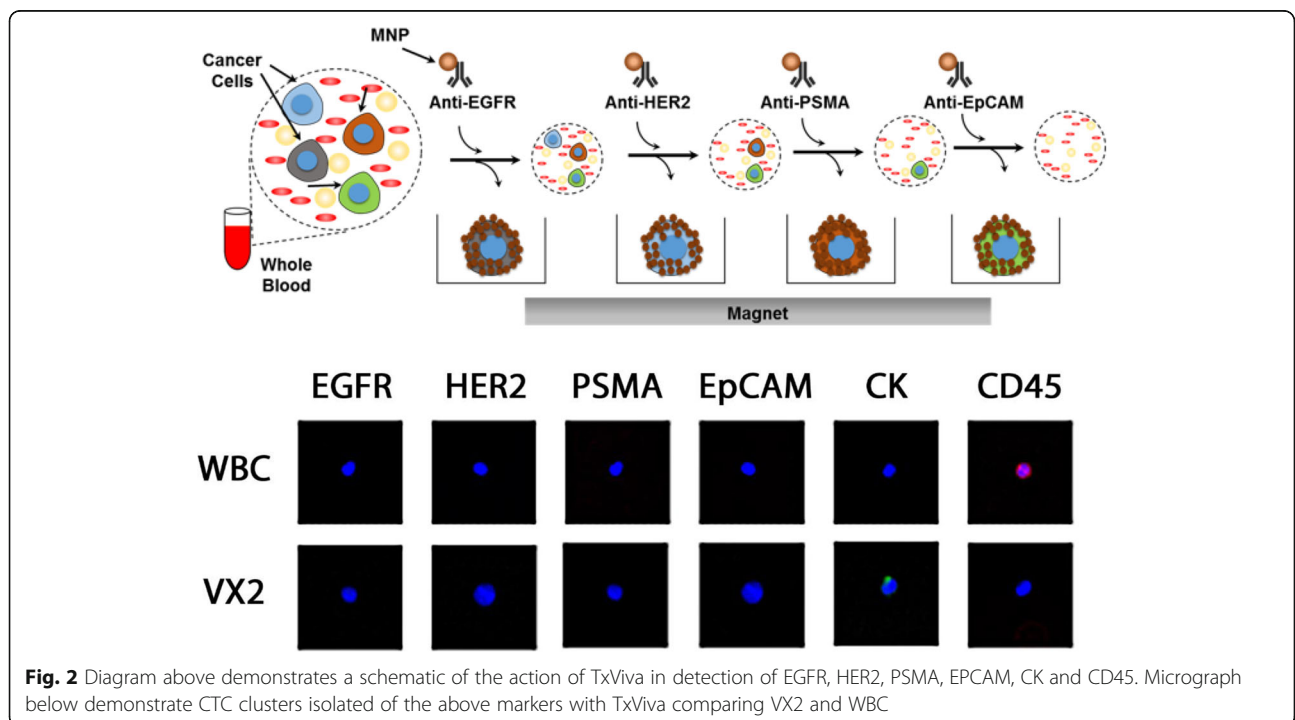 MNP
Cancer
Cells
Anti-EGFR
Anti-HER2
Anti-PSMA
Anti-EpCAM
Whole
Blood
Magnet
EGFR HER2 PSMA EpCAM CK CD45
WBC
VX2
Fig. 2 Diagram above demonstrates a schematic of the action of TxViva in detection of EGFR, HER2, PSMA, EPCAM, CK and CD45. Micrograph
below demonstrate CTC clusters isolated of the above markers with TxViva comparing VX2 and WBC